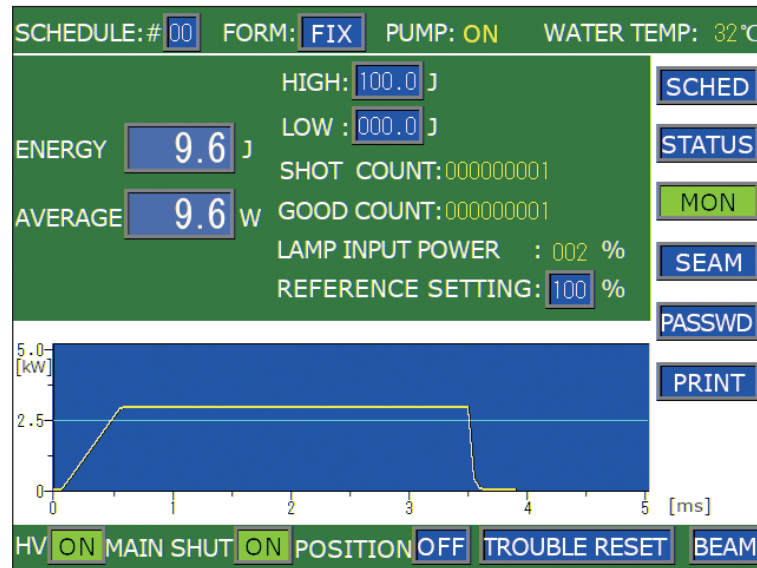 SCHEDULE:#00 FORM: FIX PUMP: ON WATER TEMP: 32℃
HIGH: 100.0 J
LOW : 000.0 J
ENERGY 9.6 J
SHOT COUNT:000000001
AVERAGE 9.6 W
GOOD COUNT:000000001
LAMP INPUT POWER : 002 %
REFERENCE SETTING: 100 %
SCHED
STATUS
MON
SEAM
PASSWD
PRINT
5.0
[kW]
2.5
0
0 1 2 3 4 5 [ms]
HV ON MAIN SHUT ON POSITION OFF TROUBLE RESET BEAM